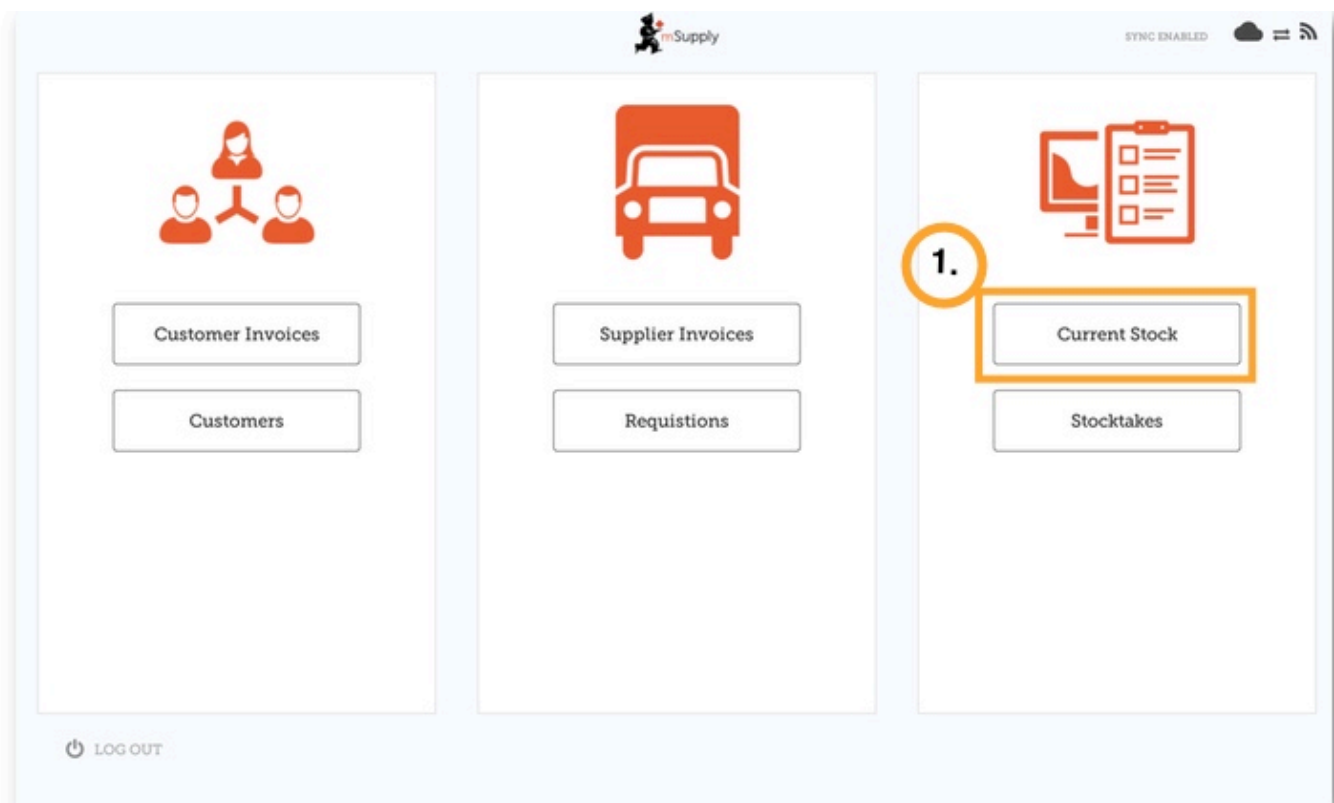 mSupply
SYNC ENABLED
1.
Customer Invoices
Supplier Invoices
Current Stock
Customers
Requistions
Stocktakes
LOG OUT